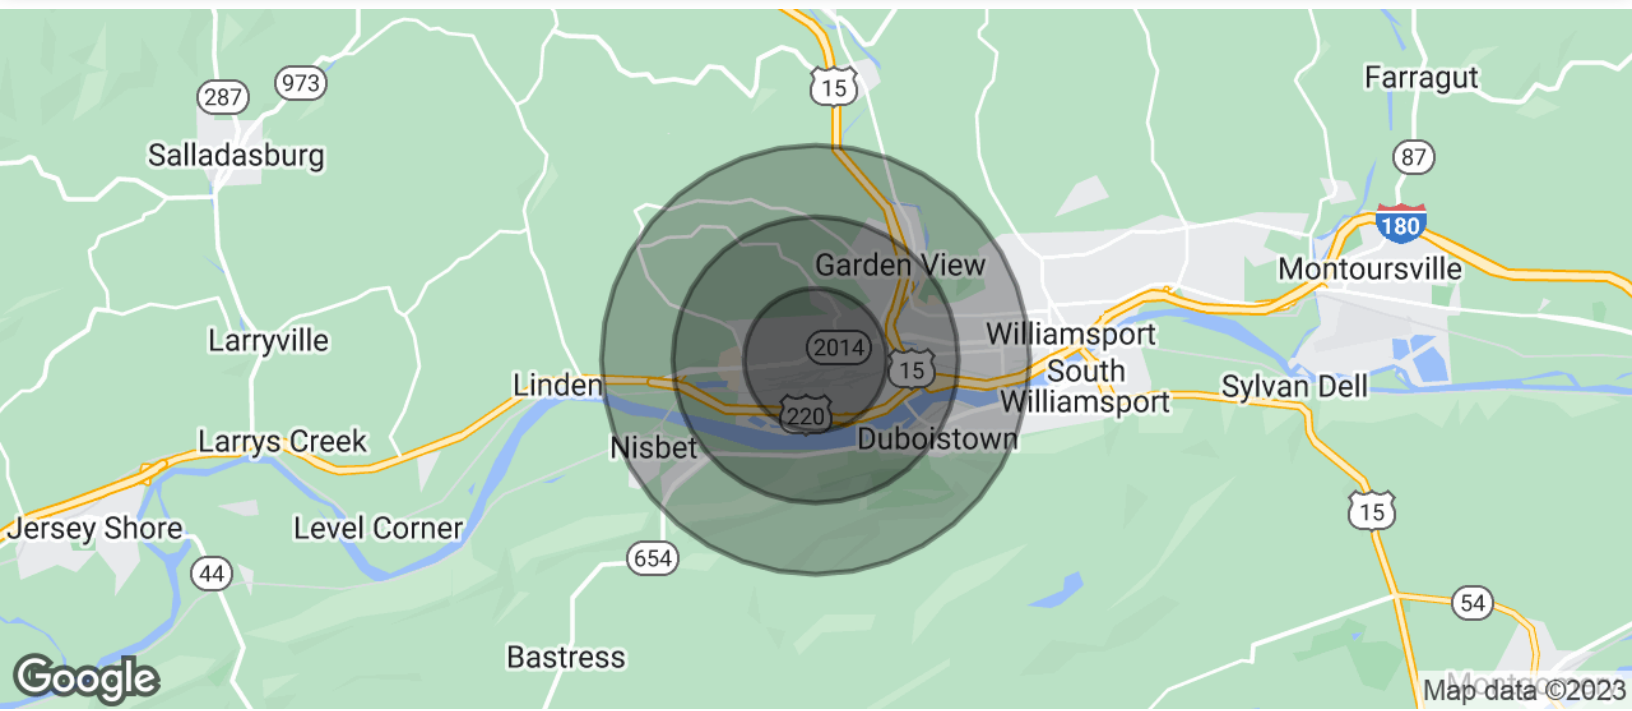 15
Farragut
973
287
Salladasburg
87
180
Garden View
Montoursville
Larryville
2014
Williamsport
15
South
Williamsport
Linden
Sylvan Dell
220
Larrys Creek
Nisbet
Duboistown
Jersey Shore
Level Corner
15
654
44
54
Bastress
Google
Montgomery
Map data ©2023